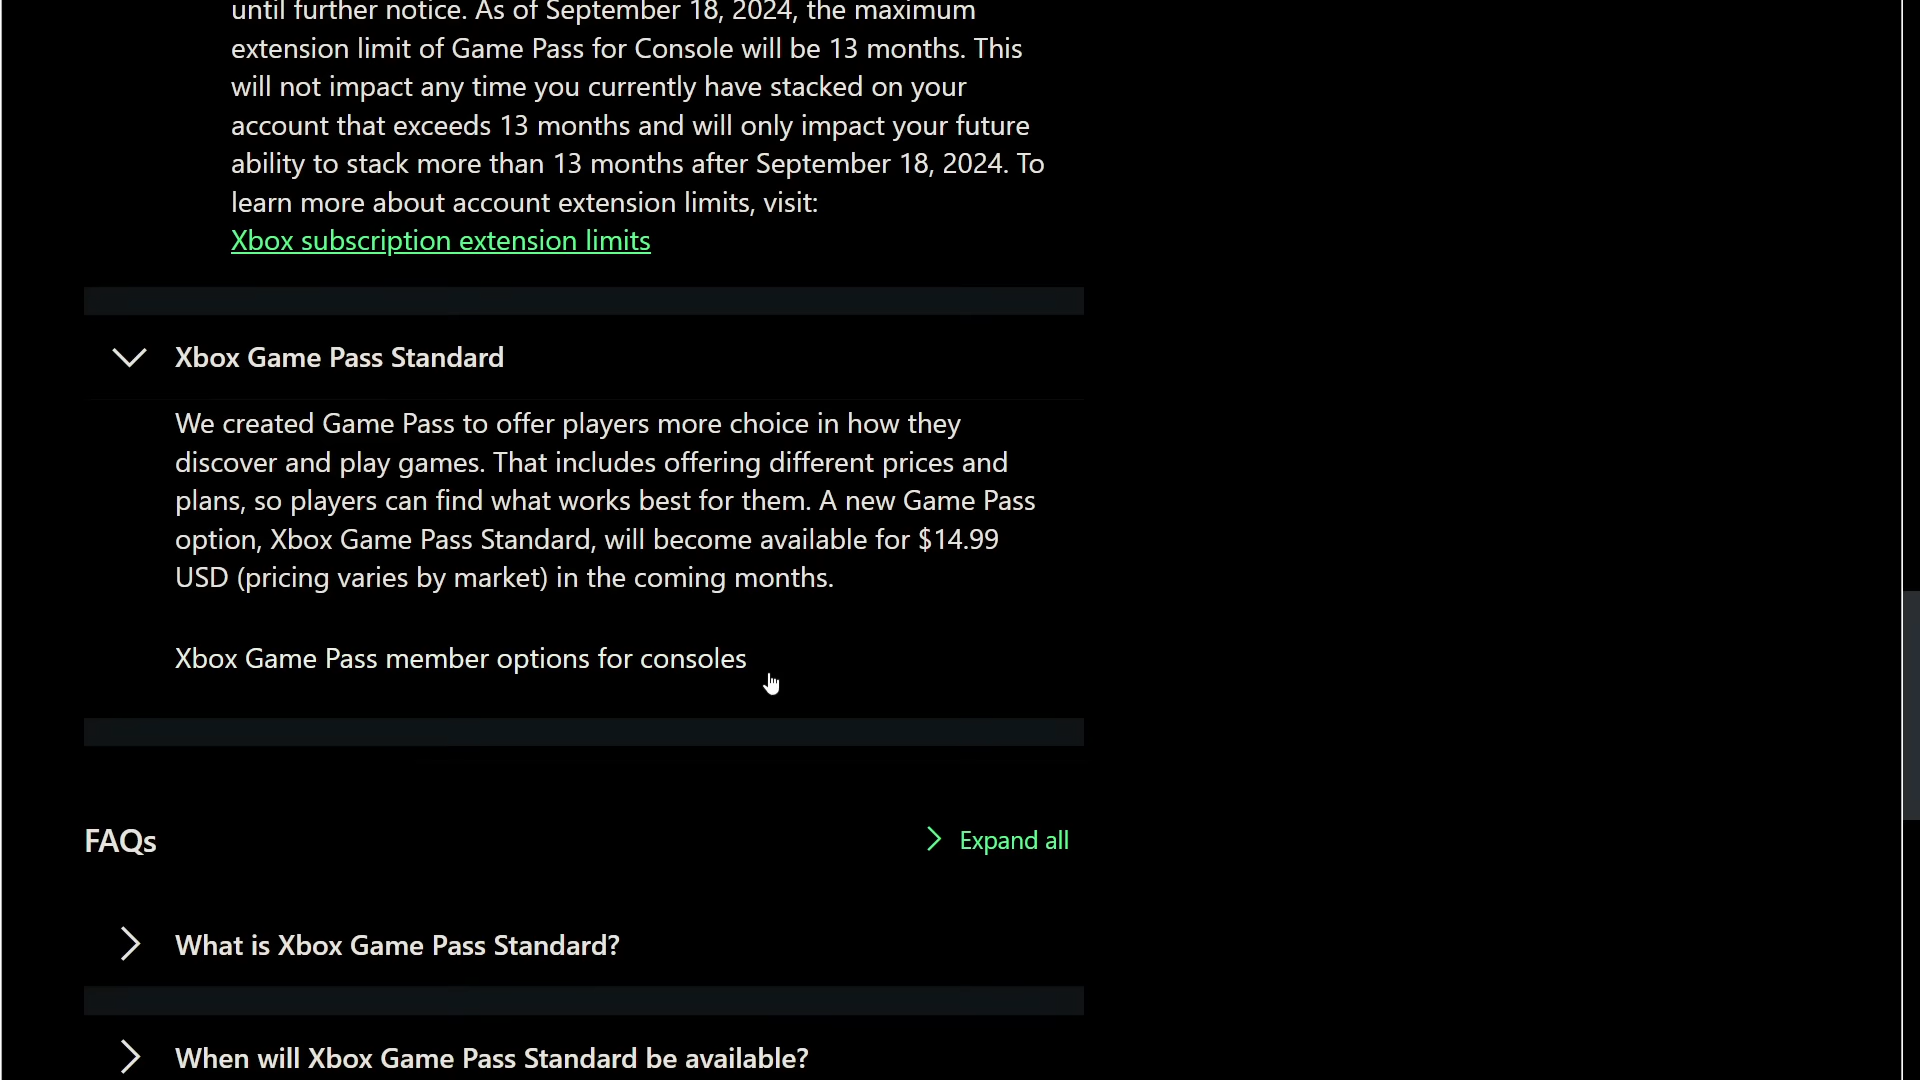 until further notice. As of September 18, 2024, the maximum
extension limit of Game Pass for Console will be 13 months. This
will not impact any time you currently have stacked on your
account that exceeds 13 months and will only impact your future
ability to stack more than 13 months after September 18, 2024. To
learn more about account extension limits, visit:
Xbox subscription extension limits
Xbox Game Pass Standard
We created Game Pass to offer players more choice in how they
discover and play games. That includes offering different prices and
plans, so players can find what works best for them. A new Game Pass
option, Xbox Game Pass Standard, will become available for $14.99
USD (pricing varies by market) in the coming months.
Xbox Game Pass member options for consoles
FAQs
Expand all
What is Xbox Game Pass Standard?
When will Xbox Game Pass Standard be available?